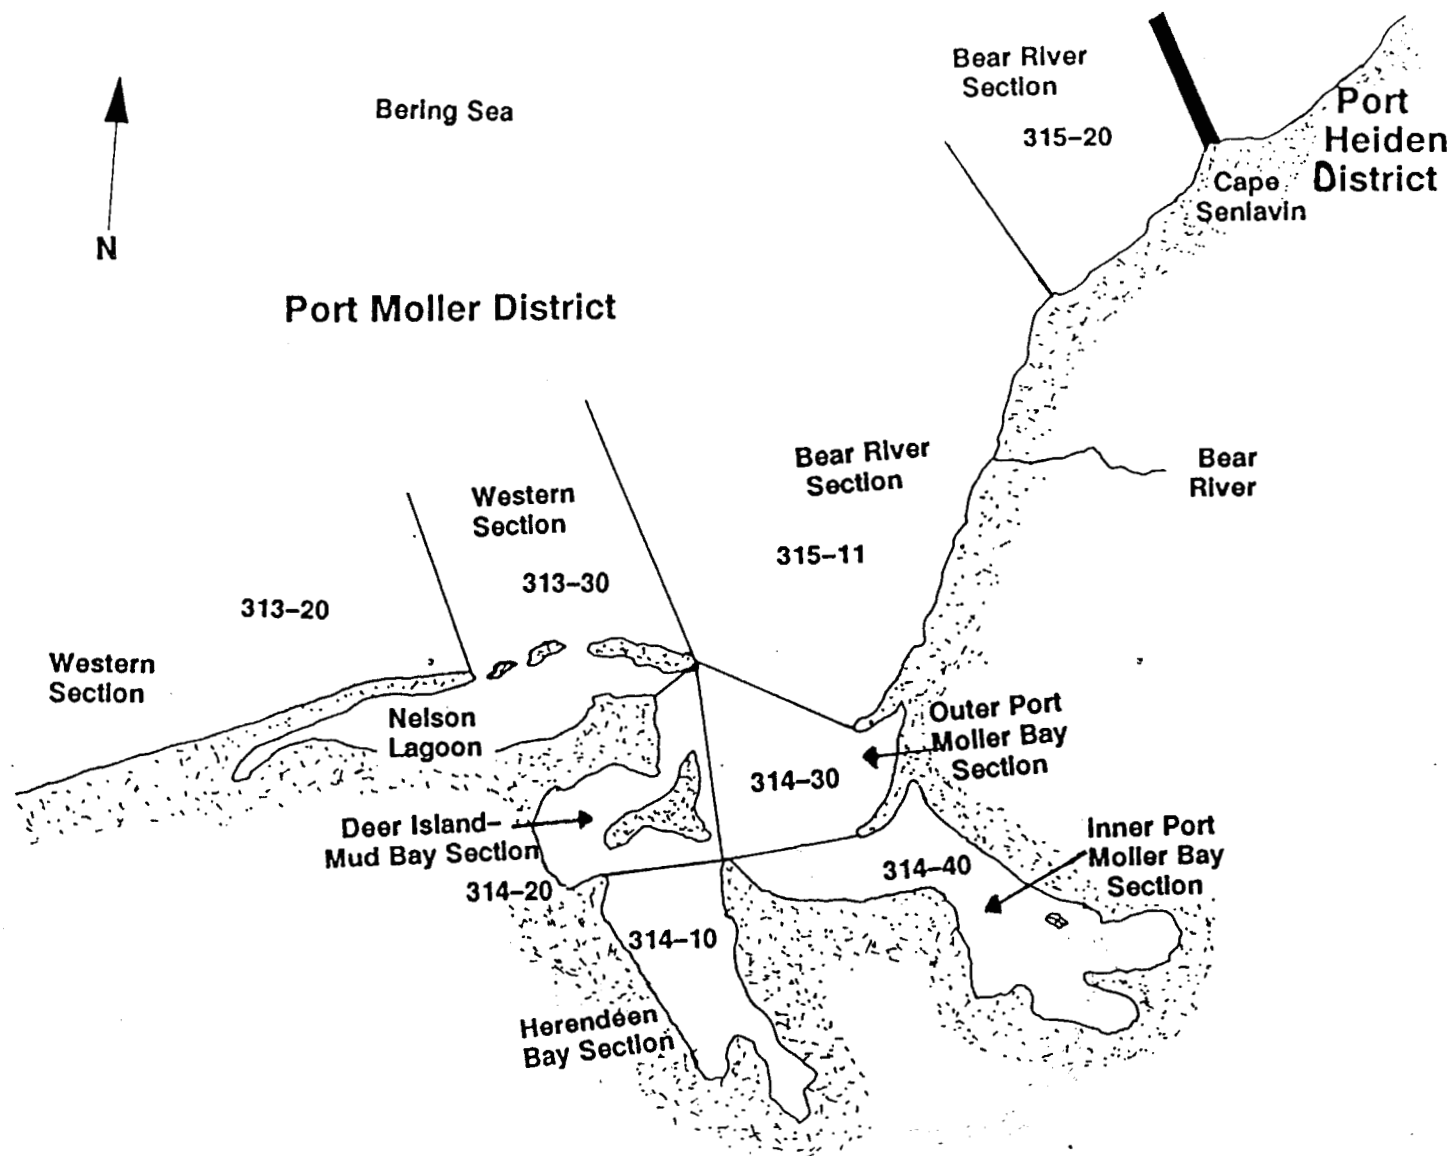 Bear River
Section
315–20
Bering Sea
N
Port
Heiden
District
Cape
Seniavin
Port Moller District
Western
Section
313–30
Bear River
Section
315–11
Bear
River
313–20
Western
Section
Nelson
Lagoon
Outer Port
Moller Bay
Section
314–30
Deer Island–
Mud Bay Section
314–20
Inner Port
Moller Bay
Section
314–40
314–10
Herendeen
Bay Section